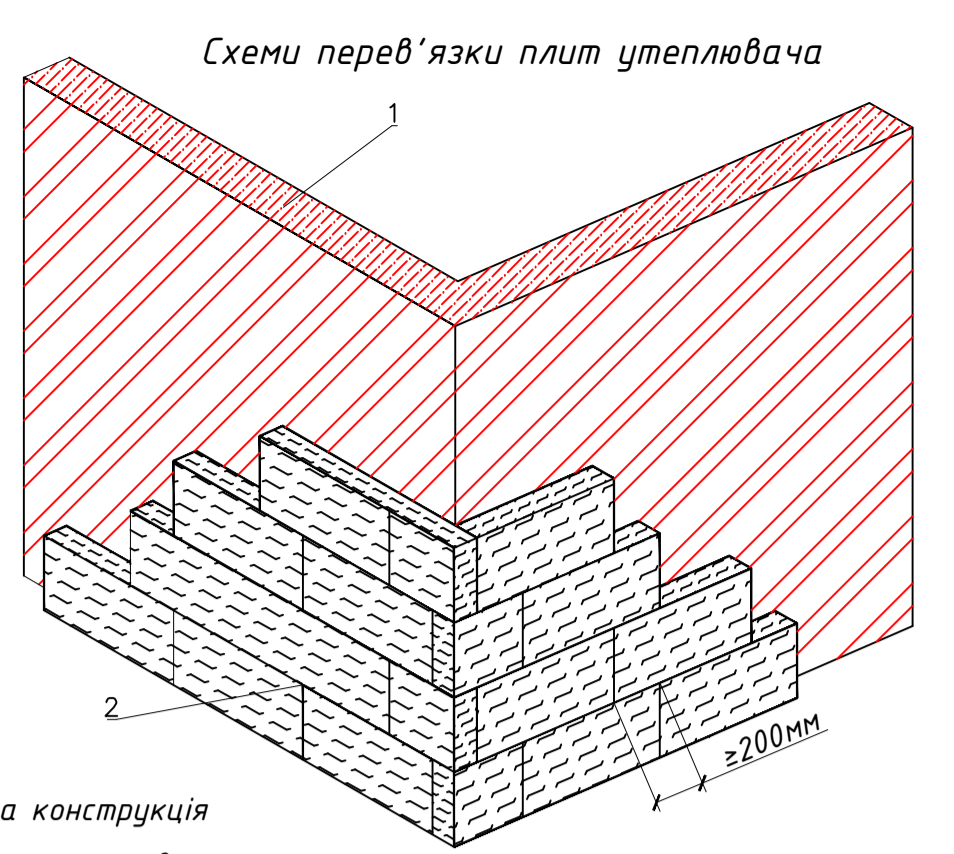 Схеми перев'язки плит утеплювача
1
2
≥200мм
а конструкція